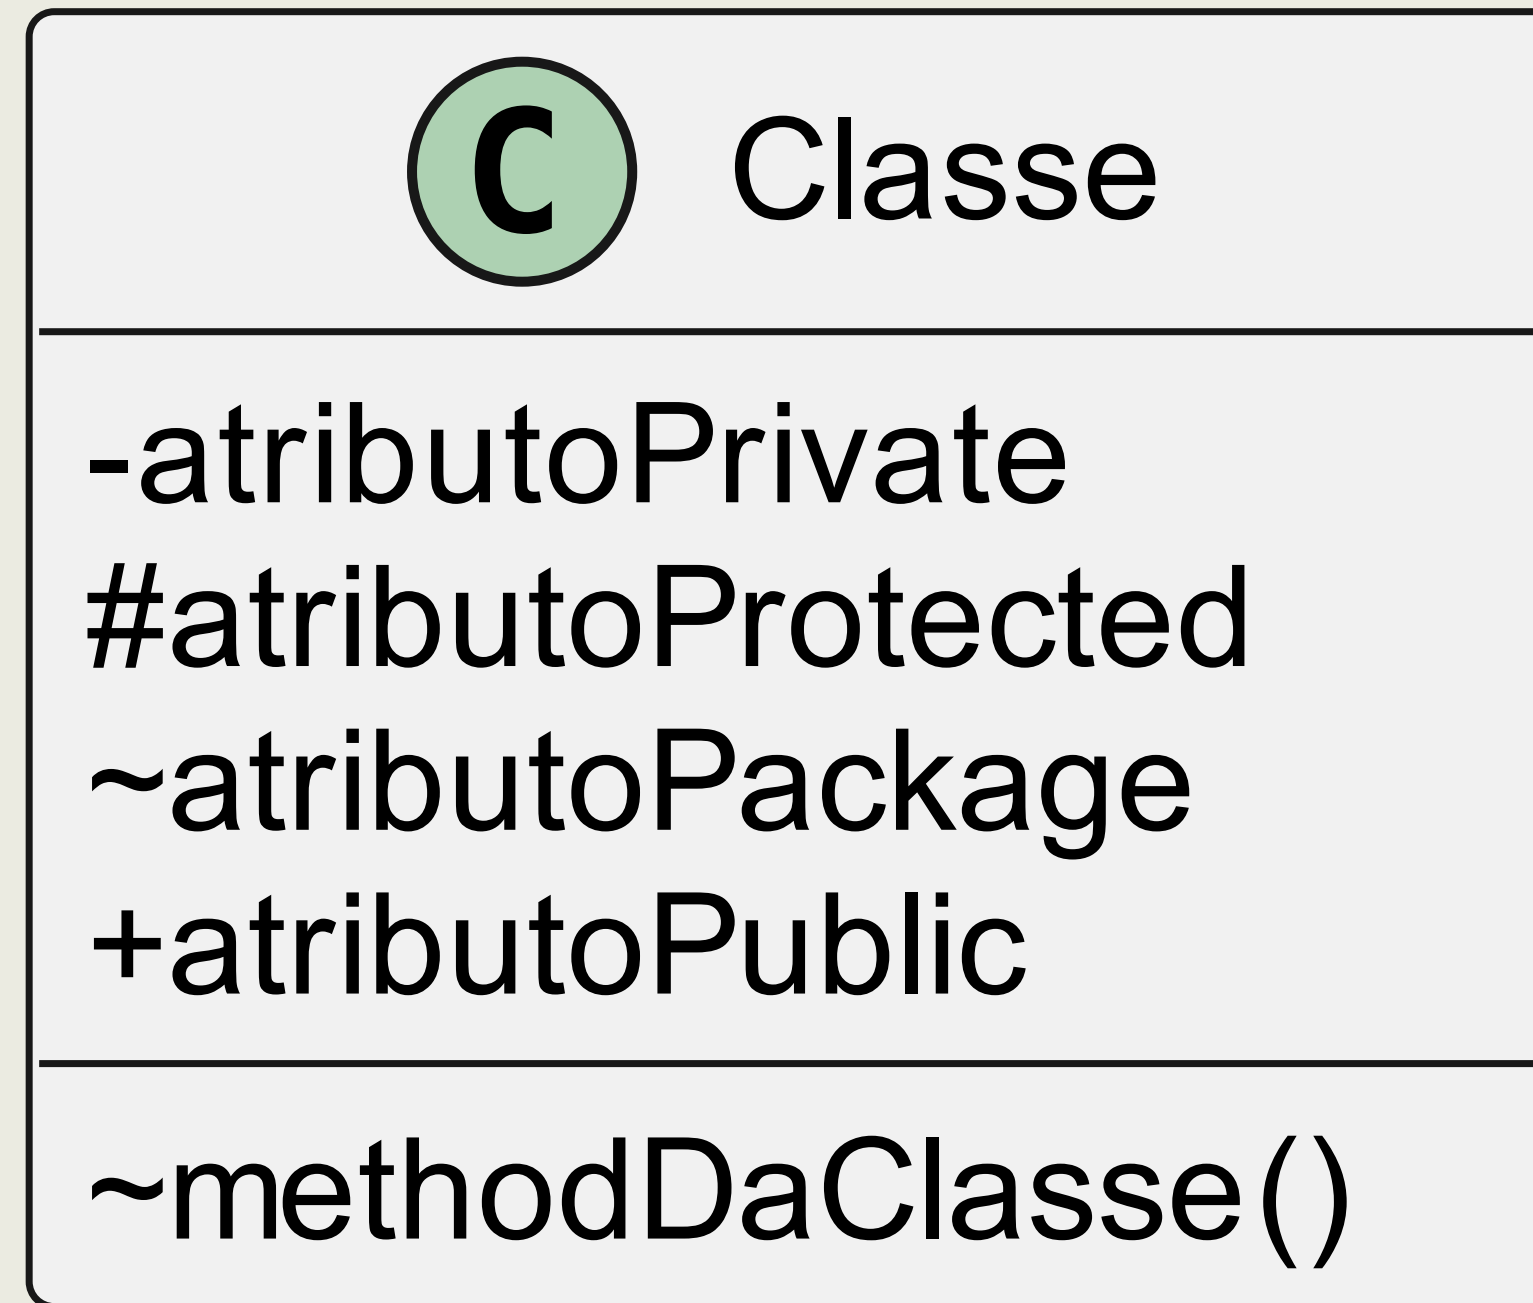 C Classe
-atributoPrivate
#atributoProtected
~atributoPackage
+atributoPublic
~methodDaClasse()